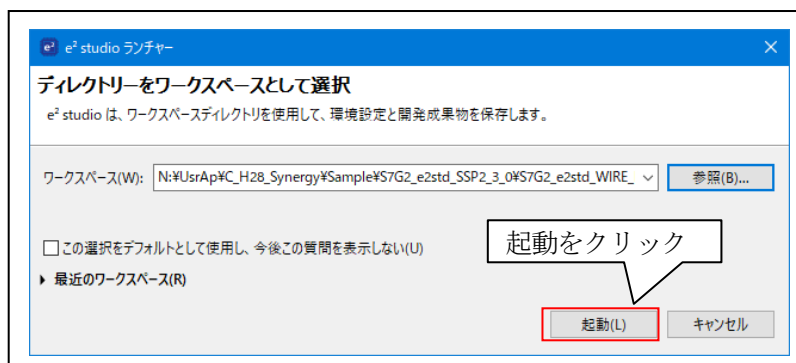 e² studio ランチャー
ディレクトリーをワークスペースとして選択
e² studio は、ワークスペースディレクトリを使用して、環境設定と開発成果物を保存します。
ワークスペース(W): N:¥UsrAp¥C_H28_Synergy¥Sample¥S7G2_e2std_SSP2_3_0¥S7G2_e2std_WIRE_ 参照(B)...
起動をクリック
この選択をデフォルトとして使用し、今後この質問を表示しない(U)
最近のワークスペース(R)
起動(L) キャンセル